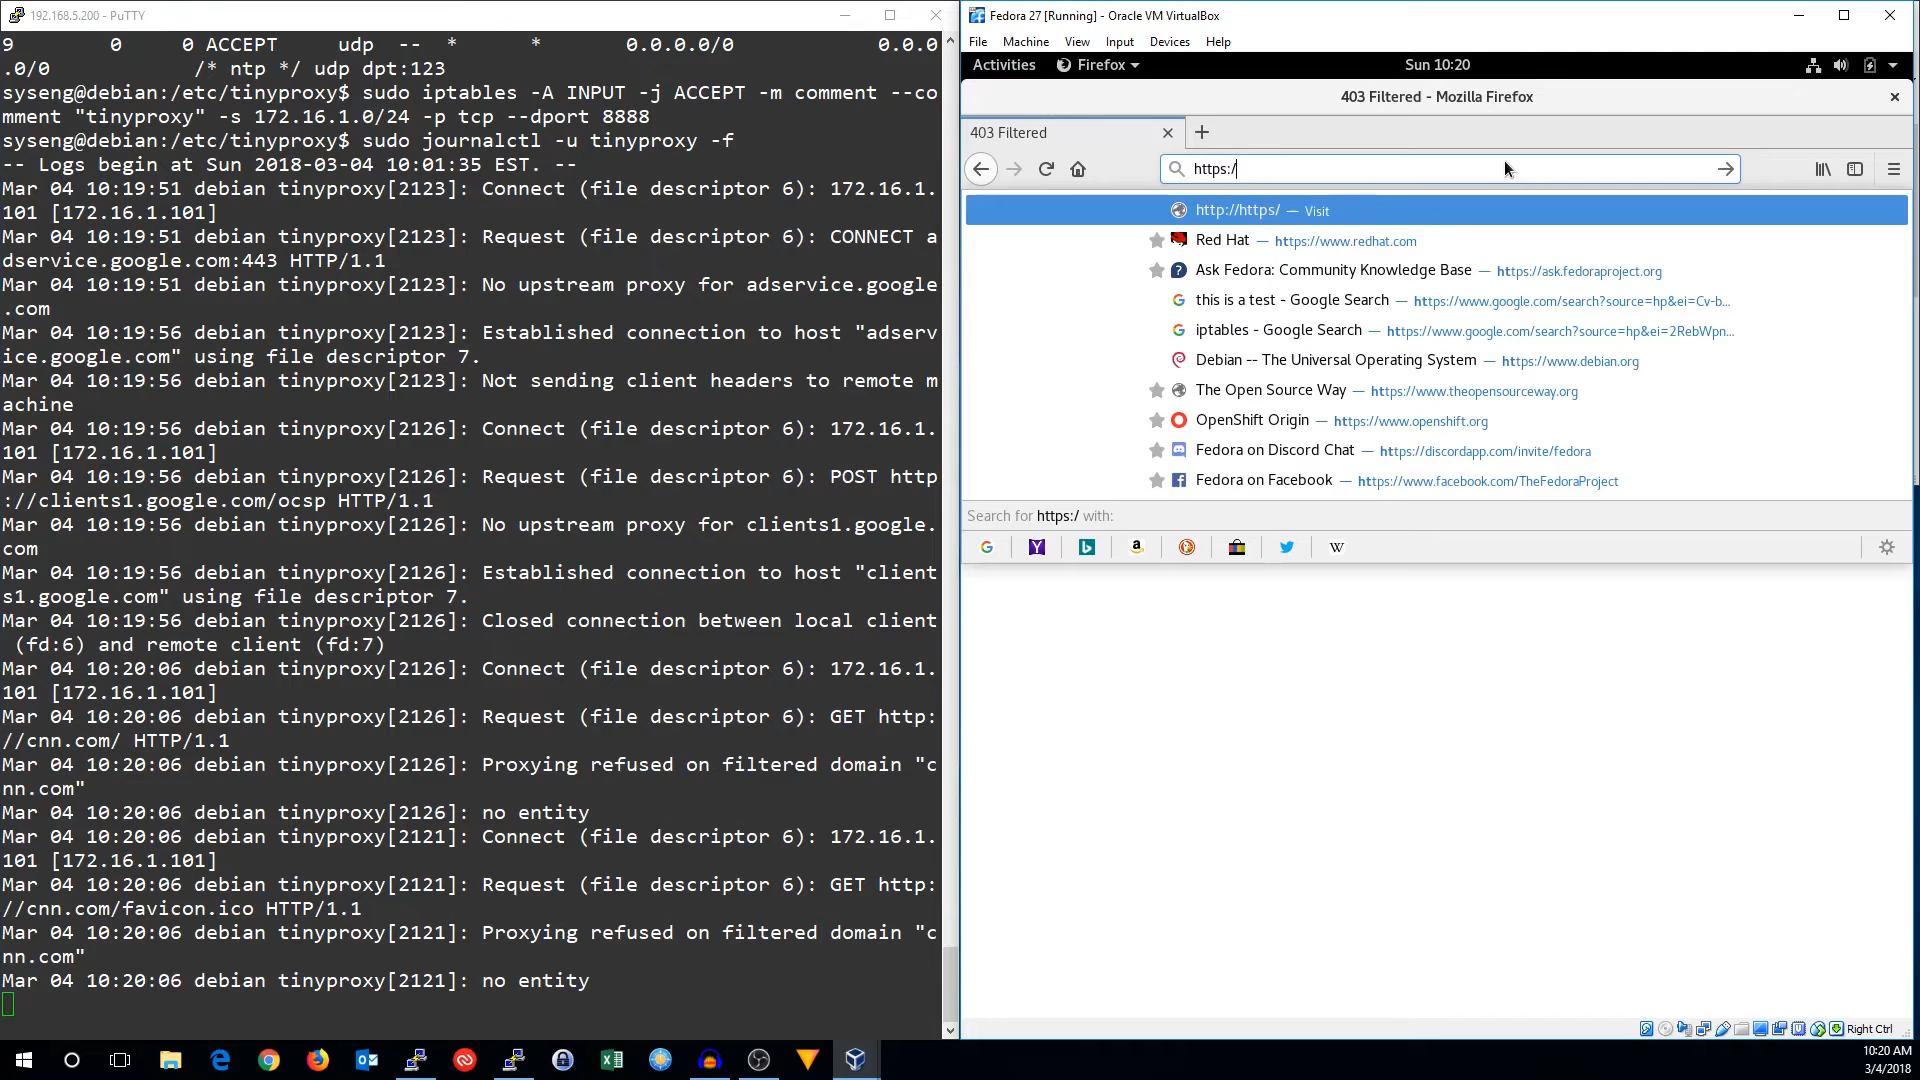 192.168.5.200 - PuTTY
9        0     0 ACCEPT     udp  --  *      *       0.0.0.0/0            0.0.0
.0/0            /* ntp */ udp dpt:123
syseng@debian:/etc/tinyproxy$ sudo iptables -A INPUT -j ACCEPT -m comment --co
mment "tinyproxy" -s 172.16.1.0/24 -p tcp --dport 8888
syseng@debian:/etc/tinyproxy$ sudo journalctl -u tinyproxy -f
-- Logs begin at Sun 2018-03-04 10:01:35 EST. --
Mar 04 10:19:51 debian tinyproxy[2123]: Connect (file descriptor 6): 172.16.1.
101 [172.16.1.101]
Mar 04 10:19:51 debian tinyproxy[2123]: Request (file descriptor 6): CONNECT a
dservice.google.com:443 HTTP/1.1
Mar 04 10:19:51 debian tinyproxy[2123]: No upstream proxy for adservice.google
.com
Mar 04 10:19:56 debian tinyproxy[2123]: Established connection to host "adserv
ice.google.com" using file descriptor 7.
Mar 04 10:19:56 debian tinyproxy[2123]: Not sending client headers to remote m
achine
Mar 04 10:19:56 debian tinyproxy[2126]: Connect (file descriptor 6): 172.16.1.
101 [172.16.1.101]
Mar 04 10:19:56 debian tinyproxy[2126]: Request (file descriptor 6): POST http
://clients1.google.com/ocsp HTTP/1.1
Mar 04 10:19:56 debian tinyproxy[2126]: No upstream proxy for clients1.google.
com
Mar 04 10:19:56 debian tinyproxy[2126]: Established connection to host "client
s1.google.com" using file descriptor 7.
Mar 04 10:19:56 debian tinyproxy[2126]: Closed connection between local client
 (fd:6) and remote client (fd:7)
Mar 04 10:20:06 debian tinyproxy[2126]: Connect (file descriptor 6): 172.16.1.
101 [172.16.1.101]
Mar 04 10:20:06 debian tinyproxy[2126]: Request (file descriptor 6): GET http:
//cnn.com/ HTTP/1.1
Mar 04 10:20:06 debian tinyproxy[2126]: Proxying refused on filtered domain "c
nn.com"
Mar 04 10:20:06 debian tinyproxy[2126]: no entity
Mar 04 10:20:06 debian tinyproxy[2121]: Connect (file descriptor 6): 172.16.1.
101 [172.16.1.101]
Mar 04 10:20:06 debian tinyproxy[2121]: Request (file descriptor 6): GET http:
//cnn.com/favicon.ico HTTP/1.1
Mar 04 10:20:06 debian tinyproxy[2121]: Proxying refused on filtered domain "c
nn.com"
Mar 04 10:20:06 debian tinyproxy[2121]: no entity
Fedora 27 [Running] - Oracle VM VirtualBox
File Machine View Input Devices Help
Activities Firefox Sun 10:20
403 Filtered - Mozilla Firefox
403 Filtered
https:/
http://https/ — Visit
Red Hat — https://www.redhat.com
Ask Fedora: Community Knowledge Base — https://ask.fedoraproject.org
this is a test - Google Search — https://www.google.com/search?source=hp&ei=Cv-b...
iptables - Google Search — https://www.google.com/search?source=hp&ei=2RebWpn...
Debian -- The Universal Operating System — https://www.debian.org
The Open Source Way — https://www.theopensourceway.org
OpenShift Origin — https://www.openshift.org
Fedora on Discord Chat — https://discordapp.com/invite/fedora
Fedora on Facebook — https://www.facebook.com/TheFedoraProject
Search for https:/ with:
Right Ctrl
10:20 AM
3/4/2018